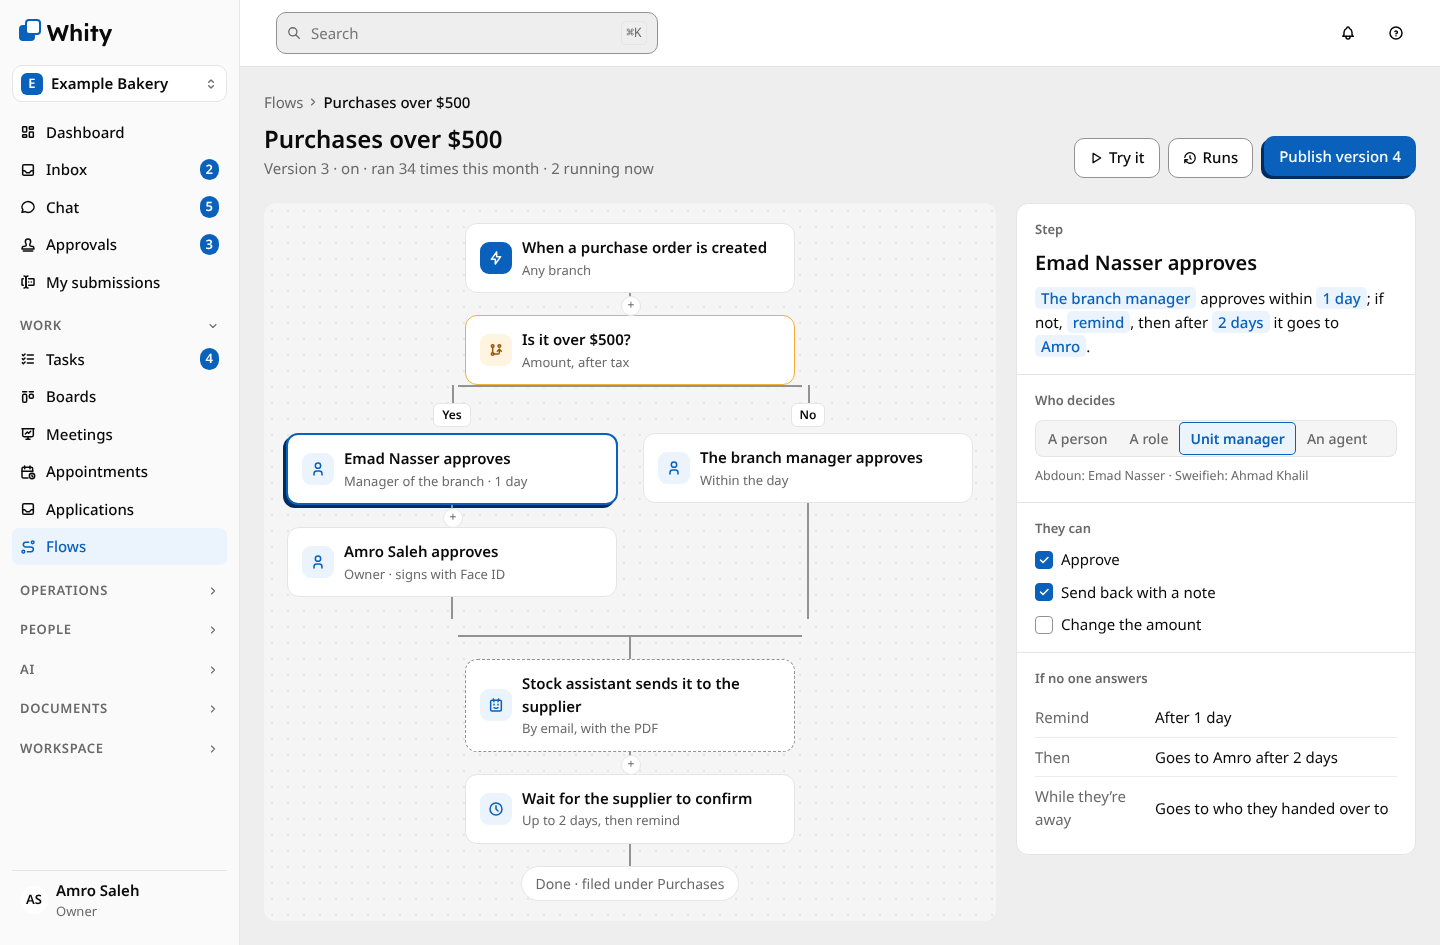 Whity
Search
⌘K
E
Example Bakery
Dashboard
Inbox
2
Chat
5
Approvals
3
My submissions
WORK
Tasks
4
Boards
Meetings
Appointments
Applications
Flows
OPERATIONS
PEOPLE
AI
DOCUMENTS
WORKSPACE
AS
Amro Saleh
Owner
Flows
Purchases over $500
Purchases over $500
Version 3 · on · ran 34 times this month · 2 running now
Try it
Runs
Publish version 4
When a purchase order is created
Any branch
+
Is it over $500?
Amount, after tax
Yes
No
Emad Nasser approves
Manager of the branch · 1 day
The branch manager approves
Within the day
+
Amro Saleh approves
Owner · signs with Face ID
Stock assistant sends it to the
supplier
By email, with the PDF
+
Wait for the supplier to confirm
Up to 2 days, then remind
Done · filed under Purchases
Step
Emad Nasser approves
The branch manager approves within 1 day ; if
not, remind , then after 2 days it goes to
Amro .
Who decides
A person
A role
Unit manager
An agent
Abdoun: Emad Nasser · Sweifieh: Ahmad Khalil
They can
Approve
Send back with a note
Change the amount
If no one answers
Remind
After 1 day
Then
Goes to Amro after 2 days
While they’re
away
Goes to who they handed over to